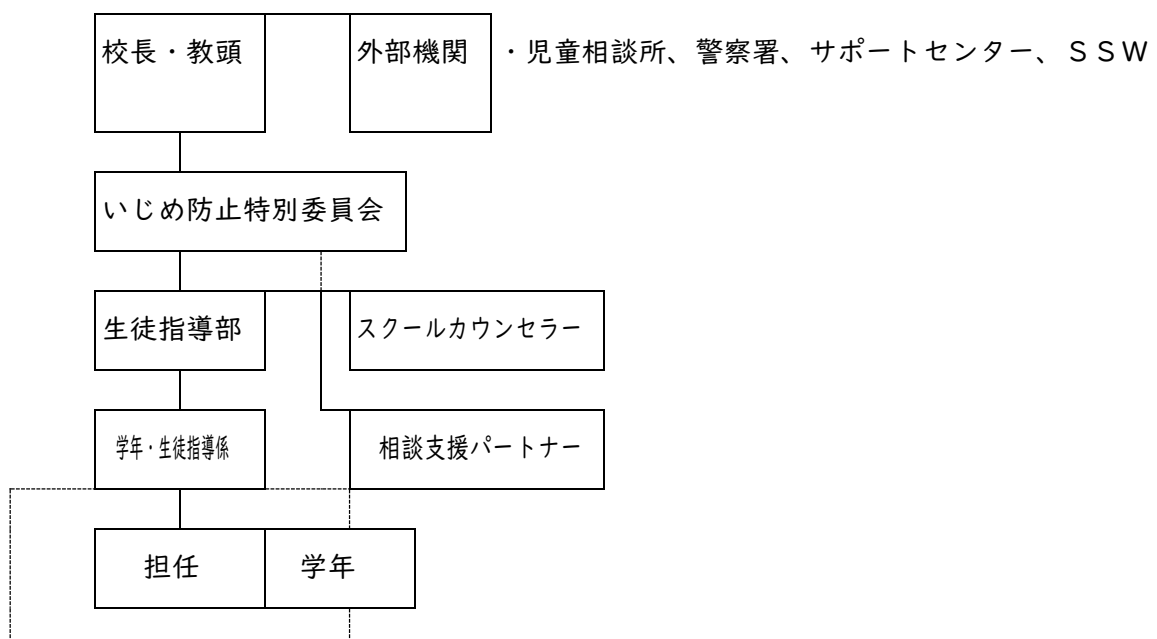 校長・教頭 外部機関 ・児童相談所、警察署、サポートセンター、ＳＳＷ
いじめ防止特別委員会
生徒指導部 スクールカウンセラー
学年・生徒指導係 相談支援パートナー
担任 学年